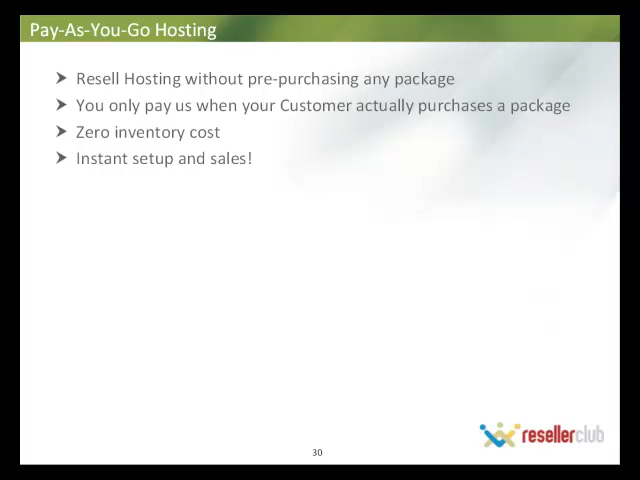 Pay-As-You-Go Hosting
Resell Hosting without pre-purchasing any package
You only pay us when your Customer actually purchases a package
Zero inventory cost
Instant setup and sales!
resellerclub
30